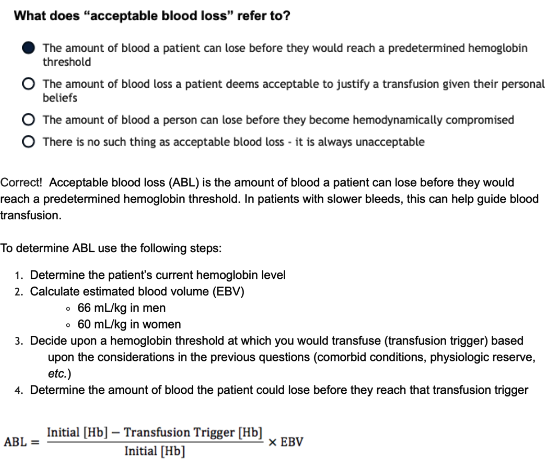 What does “acceptable blood loss” refer to?
The amount of blood a patient can lose before they would reach a predetermined hemoglobin
threshold
The amount of blood loss a patient deems acceptable to justify a transfusion given their personal
beliefs
The amount of blood a person can lose before they become hemodynamically compromised
There is no such thing as acceptable blood loss - it is always unacceptable
Correct!  Acceptable blood loss (ABL) is the amount of blood a patient can lose before they would
reach a predetermined hemoglobin threshold. In patients with slower bleeds, this can help guide blood
transfusion.
To determine ABL use the following steps:
1. Determine the patient’s current hemoglobin level
2. Calculate estimated blood volume (EBV)
∘ 66 mL/kg in men
∘ 60 mL/kg in women
3. Decide upon a hemoglobin threshold at which you would transfuse (transfusion trigger) based
upon the considerations in the previous questions (comorbid conditions, physiologic reserve,
etc.)
4. Determine the amount of blood the patient could lose before they reach that transfusion trigger
Initial [Hb] − Transfusion Trigger [Hb]
ABL = × EBV
Initial [Hb]